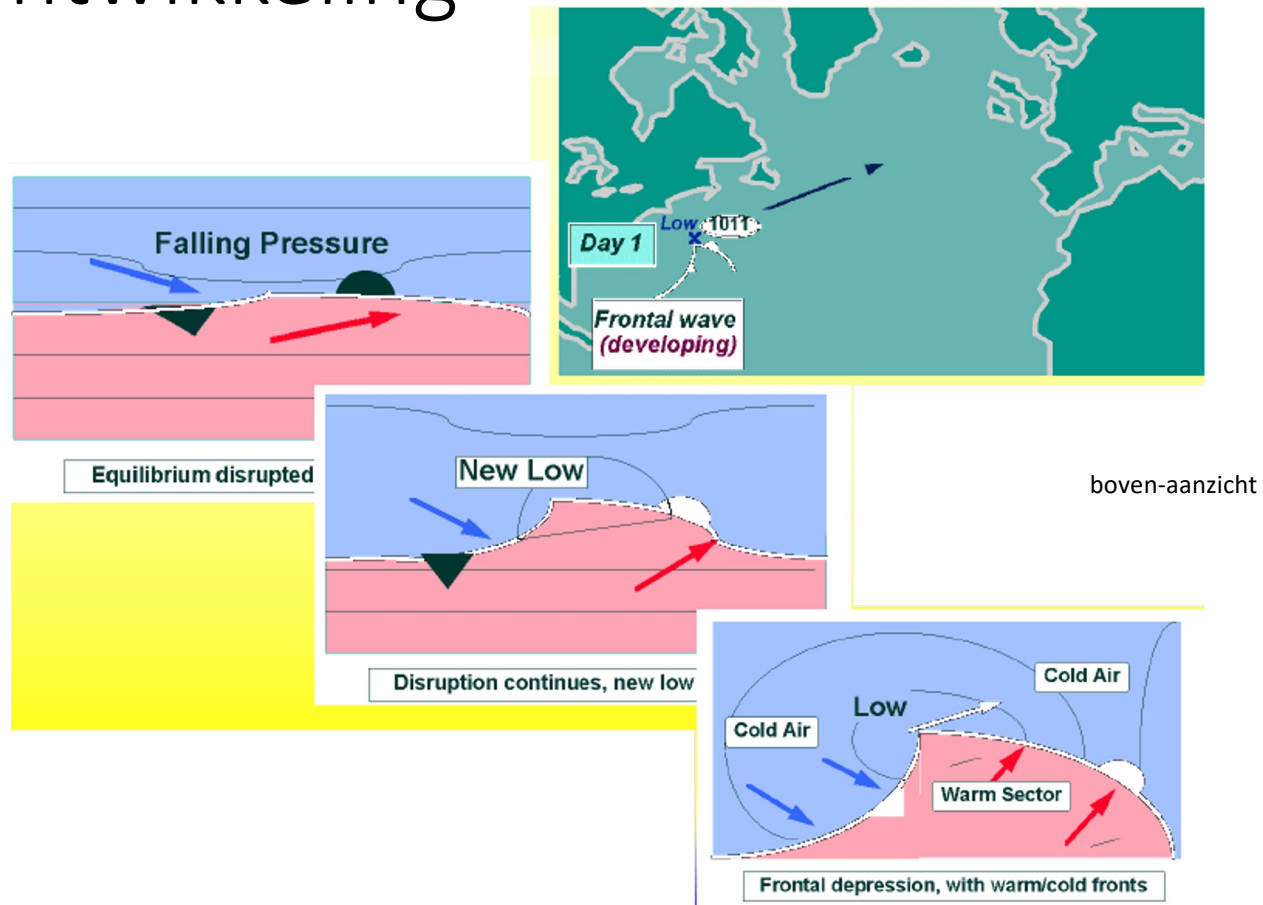 ntwikkeling
Falling Pressure
Equilibrium disrupted
Low 1011
Day 1
Frontal wave
(developing)
New Low
Disruption continues, new low
boven-aanzicht
Cold Air
Low
Cold Air
Warm Sector
Frontal depression, with warm/cold fronts